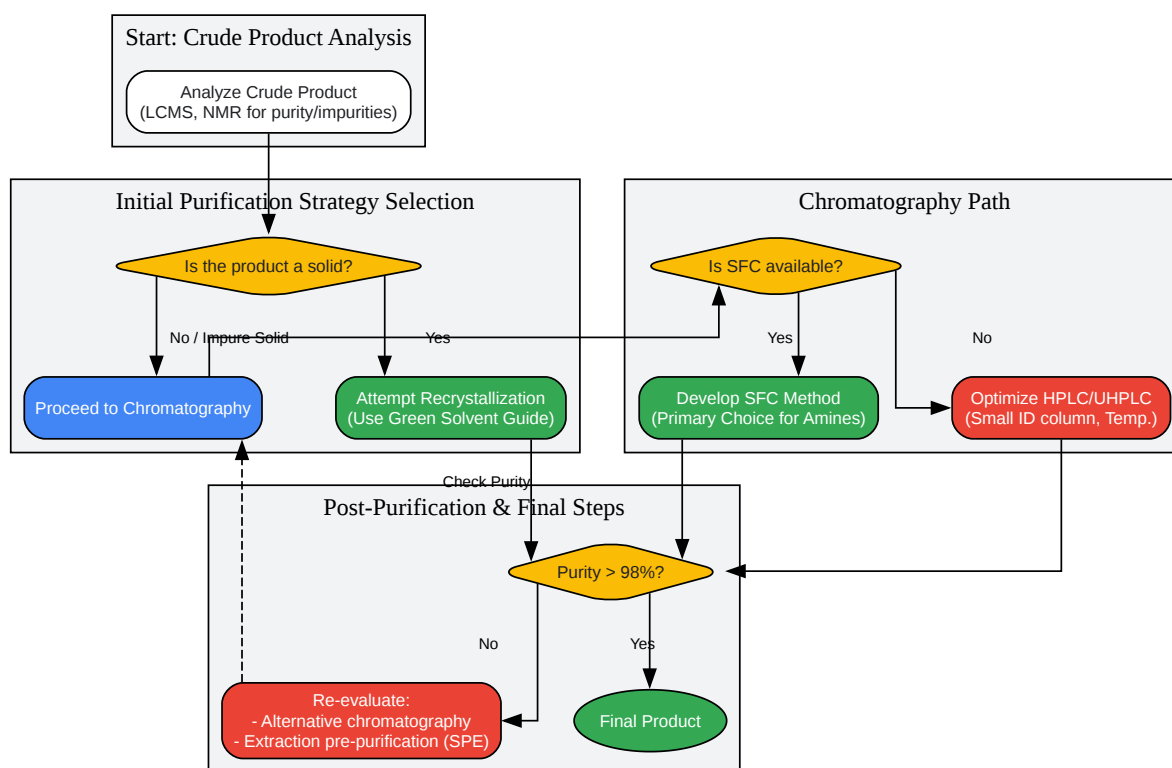 Start: Crude Product Analysis
Analyze Crude Product
(LCMS, NMR for purity/impurities)
Initial Purification Strategy Selection
Is the product a solid?
No / Impure Solid
Yes
Proceed to Chromatography
Attempt Recrystallization
(Use Green Solvent Guide)
Chromatography Path
Is SFC available?
Yes
No
Develop SFC Method
(Primary Choice for Amines)
Optimize HPLC/UHPLC
(Small ID column, Temp.)
Check Purity
Post-Purification & Final Steps
Purity > 98%?
No
Yes
Re-evaluate:
- Alternative chromatography
- Extraction pre-purification (SPE)
Final Product